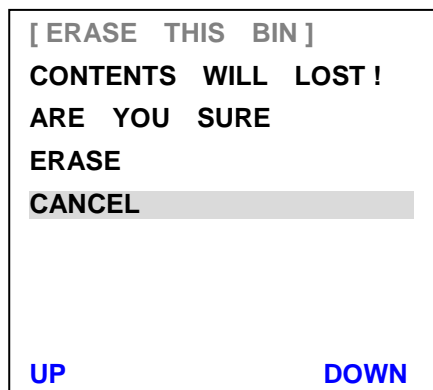 [ ERASE THIS BIN ]
CONTENTS WILL LOST !
ARE YOU SURE
ERASE
CANCEL
UP DOWN